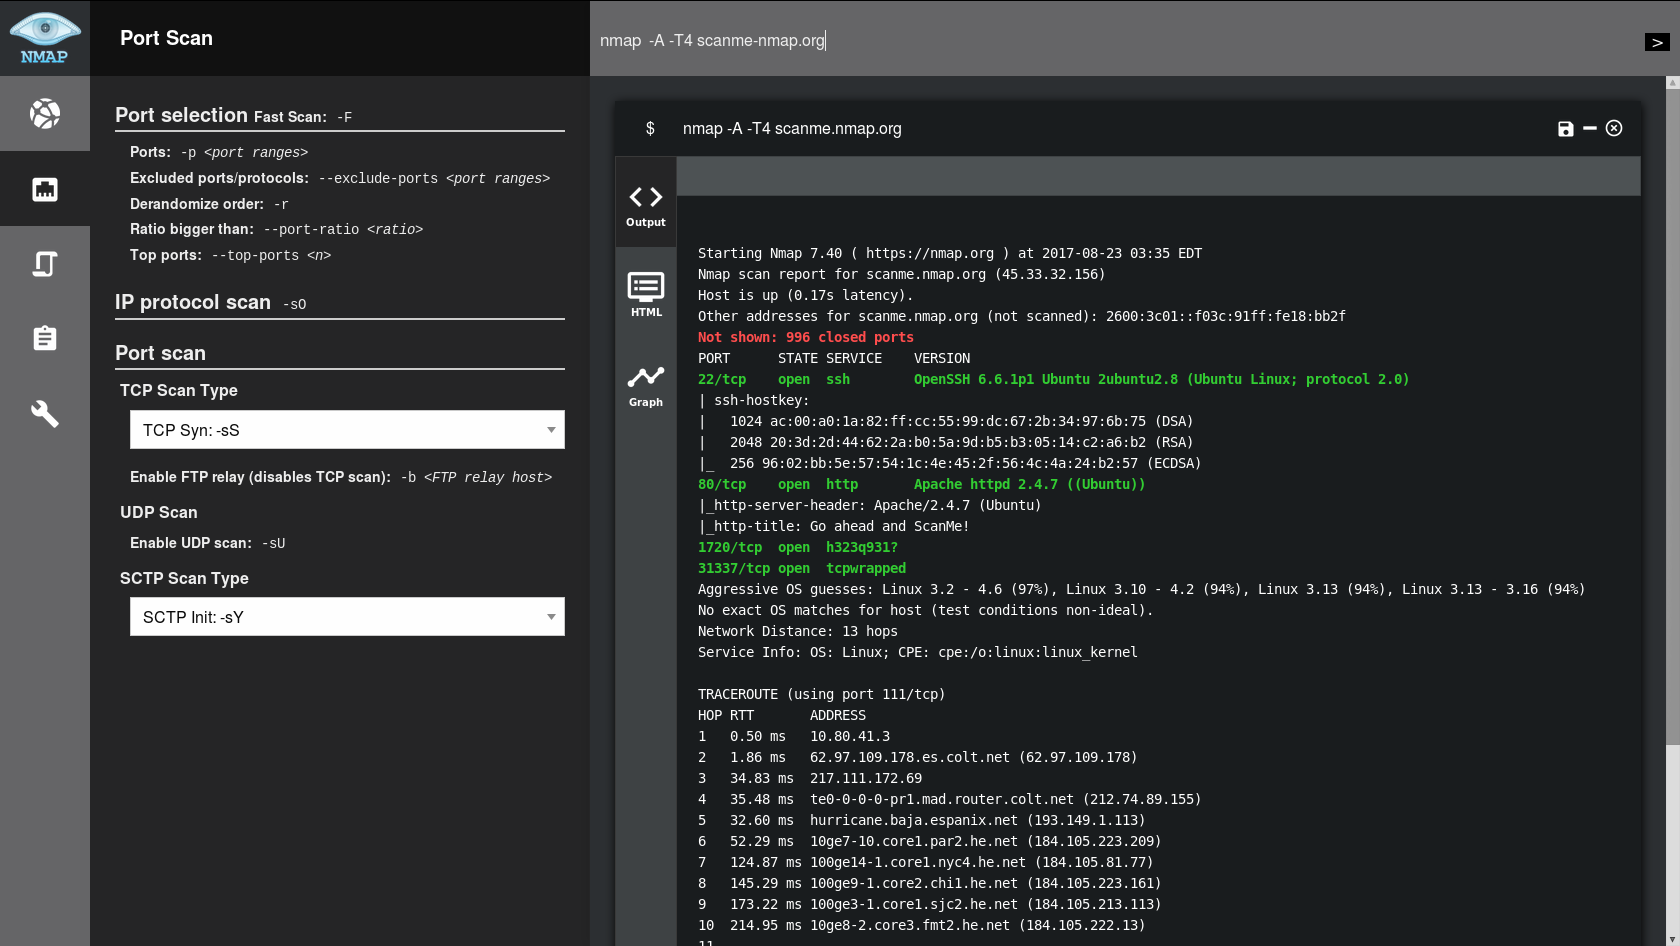 NMAP
Port Scan
nmap  -A -T4 scanme-nmap.org
>
Port selection Fast Scan: -F
Ports: -p <port ranges>
Excluded ports/protocols: --exclude-ports <port ranges>
Derandomize order: -r
Ratio bigger than: --port-ratio <ratio>
Top ports: --top-ports <n>
IP protocol scan -sO
Port scan
TCP Scan Type
TCP Syn: -sS
Enable FTP relay (disables TCP scan): -b <FTP relay host>
UDP Scan
Enable UDP scan: -sU
SCTP Scan Type
SCTP Init: -sY
$ nmap -A -T4 scanme.nmap.org
Output
HTML
Graph
Starting Nmap 7.40 ( https://nmap.org ) at 2017-08-23 03:35 EDT
Nmap scan report for scanme.nmap.org (45.33.32.156)
Host is up (0.17s latency).
Other addresses for scanme.nmap.org (not scanned): 2600:3c01::f03c:91ff:fe18:bb2f
Not shown: 996 closed ports
PORT      STATE SERVICE    VERSION
22/tcp    open  ssh        OpenSSH 6.6.1p1 Ubuntu 2ubuntu2.8 (Ubuntu Linux; protocol 2.0)
| ssh-hostkey:
|   1024 ac:00:a0:1a:82:ff:cc:55:99:dc:67:2b:34:97:6b:75 (DSA)
|   2048 20:3d:2d:44:62:2a:b0:5a:9d:b5:b3:05:14:c2:a6:b2 (RSA)
|_  256 96:02:bb:5e:57:54:1c:4e:45:2f:56:4c:4a:24:b2:57 (ECDSA)
80/tcp    open  http       Apache httpd 2.4.7 ((Ubuntu))
|_http-server-header: Apache/2.4.7 (Ubuntu)
|_http-title: Go ahead and ScanMe!
1720/tcp  open  h323q931?
31337/tcp open  tcpwrapped
Aggressive OS guesses: Linux 3.2 - 4.6 (97%), Linux 3.10 - 4.2 (94%), Linux 3.13 (94%), Linux 3.13 - 3.16 (94%)
No exact OS matches for host (test conditions non-ideal).
Network Distance: 13 hops
Service Info: OS: Linux; CPE: cpe:/o:linux:linux_kernel
TRACEROUTE (using port 111/tcp)
HOP RTT       ADDRESS
1   0.50 ms   10.80.41.3
2   1.86 ms   62.97.109.178.es.colt.net (62.97.109.178)
3   34.83 ms  217.111.172.69
4   35.48 ms  te0-0-0-0-pr1.mad.router.colt.net (212.74.89.155)
5   32.60 ms  hurricane.baja.espanix.net (193.149.1.113)
6   52.29 ms  10ge7-10.core1.par2.he.net (184.105.223.209)
7   124.87 ms 100ge14-1.core1.nyc4.he.net (184.105.81.77)
8   145.29 ms 100ge9-1.core2.chi1.he.net (184.105.223.161)
9   173.22 ms 100ge3-1.core1.sjc2.he.net (184.105.213.113)
10  214.95 ms 10ge8-2.core3.fmt2.he.net (184.105.222.13)